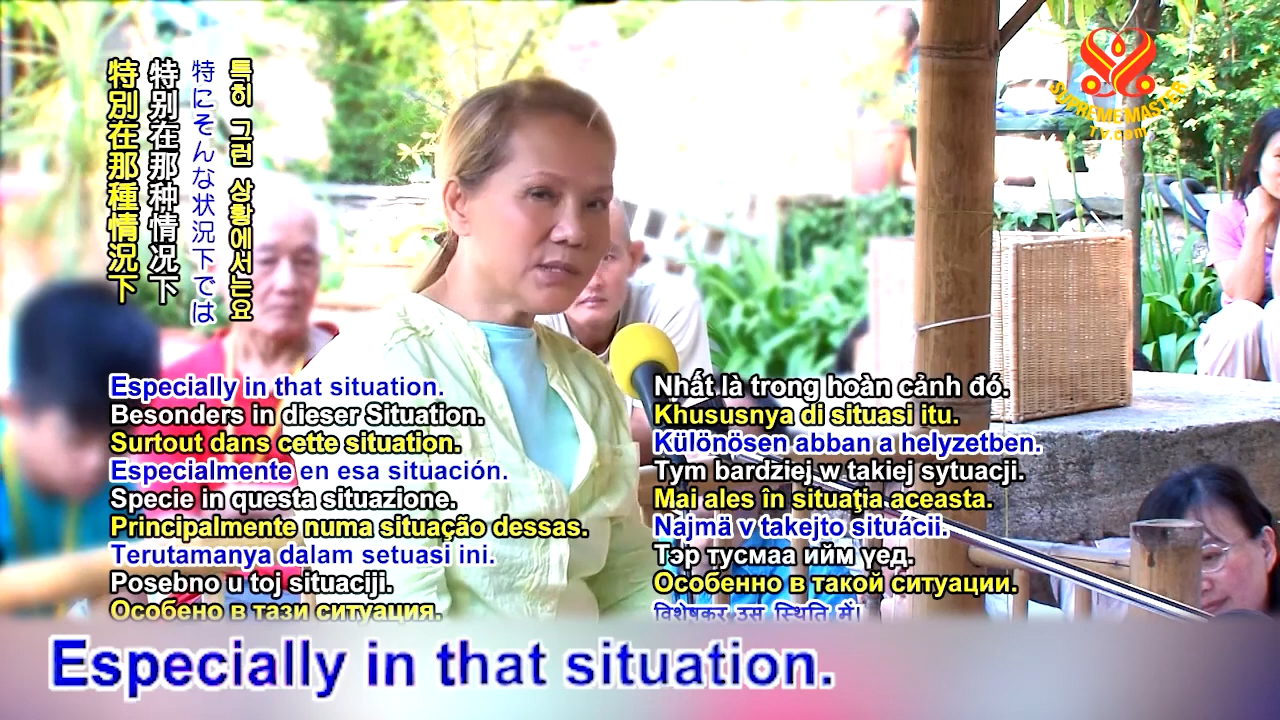 特別在那種情況下
特别在那种情况下
特にそんな状況下では
특히 그런 상황에서는요
SUPREME MASTER
TV.com
Especially in that situation.
Besonders in dieser Situation.
Surtout dans cette situation.
Especialmente en esa situación.
Specie in questa situazione.
Principalmente numa situação dessas.
Terutamanya dalam setuasi ini.
Posebno u toj situaciji.
Особено в тази ситуация.
Nhất là trong hoàn cảnh đó.
Khususnya di situasi itu.
Különösen abban a helyzetben.
Tym bardziej w takiej sytuacji.
Mai ales în situaţia aceasta.
Najmä v takejto situácii.
Тэр тусмаа ийм үед.
Особенно в такой ситуации.
विशेषकर उस स्थिति में।
Especially in that situation.